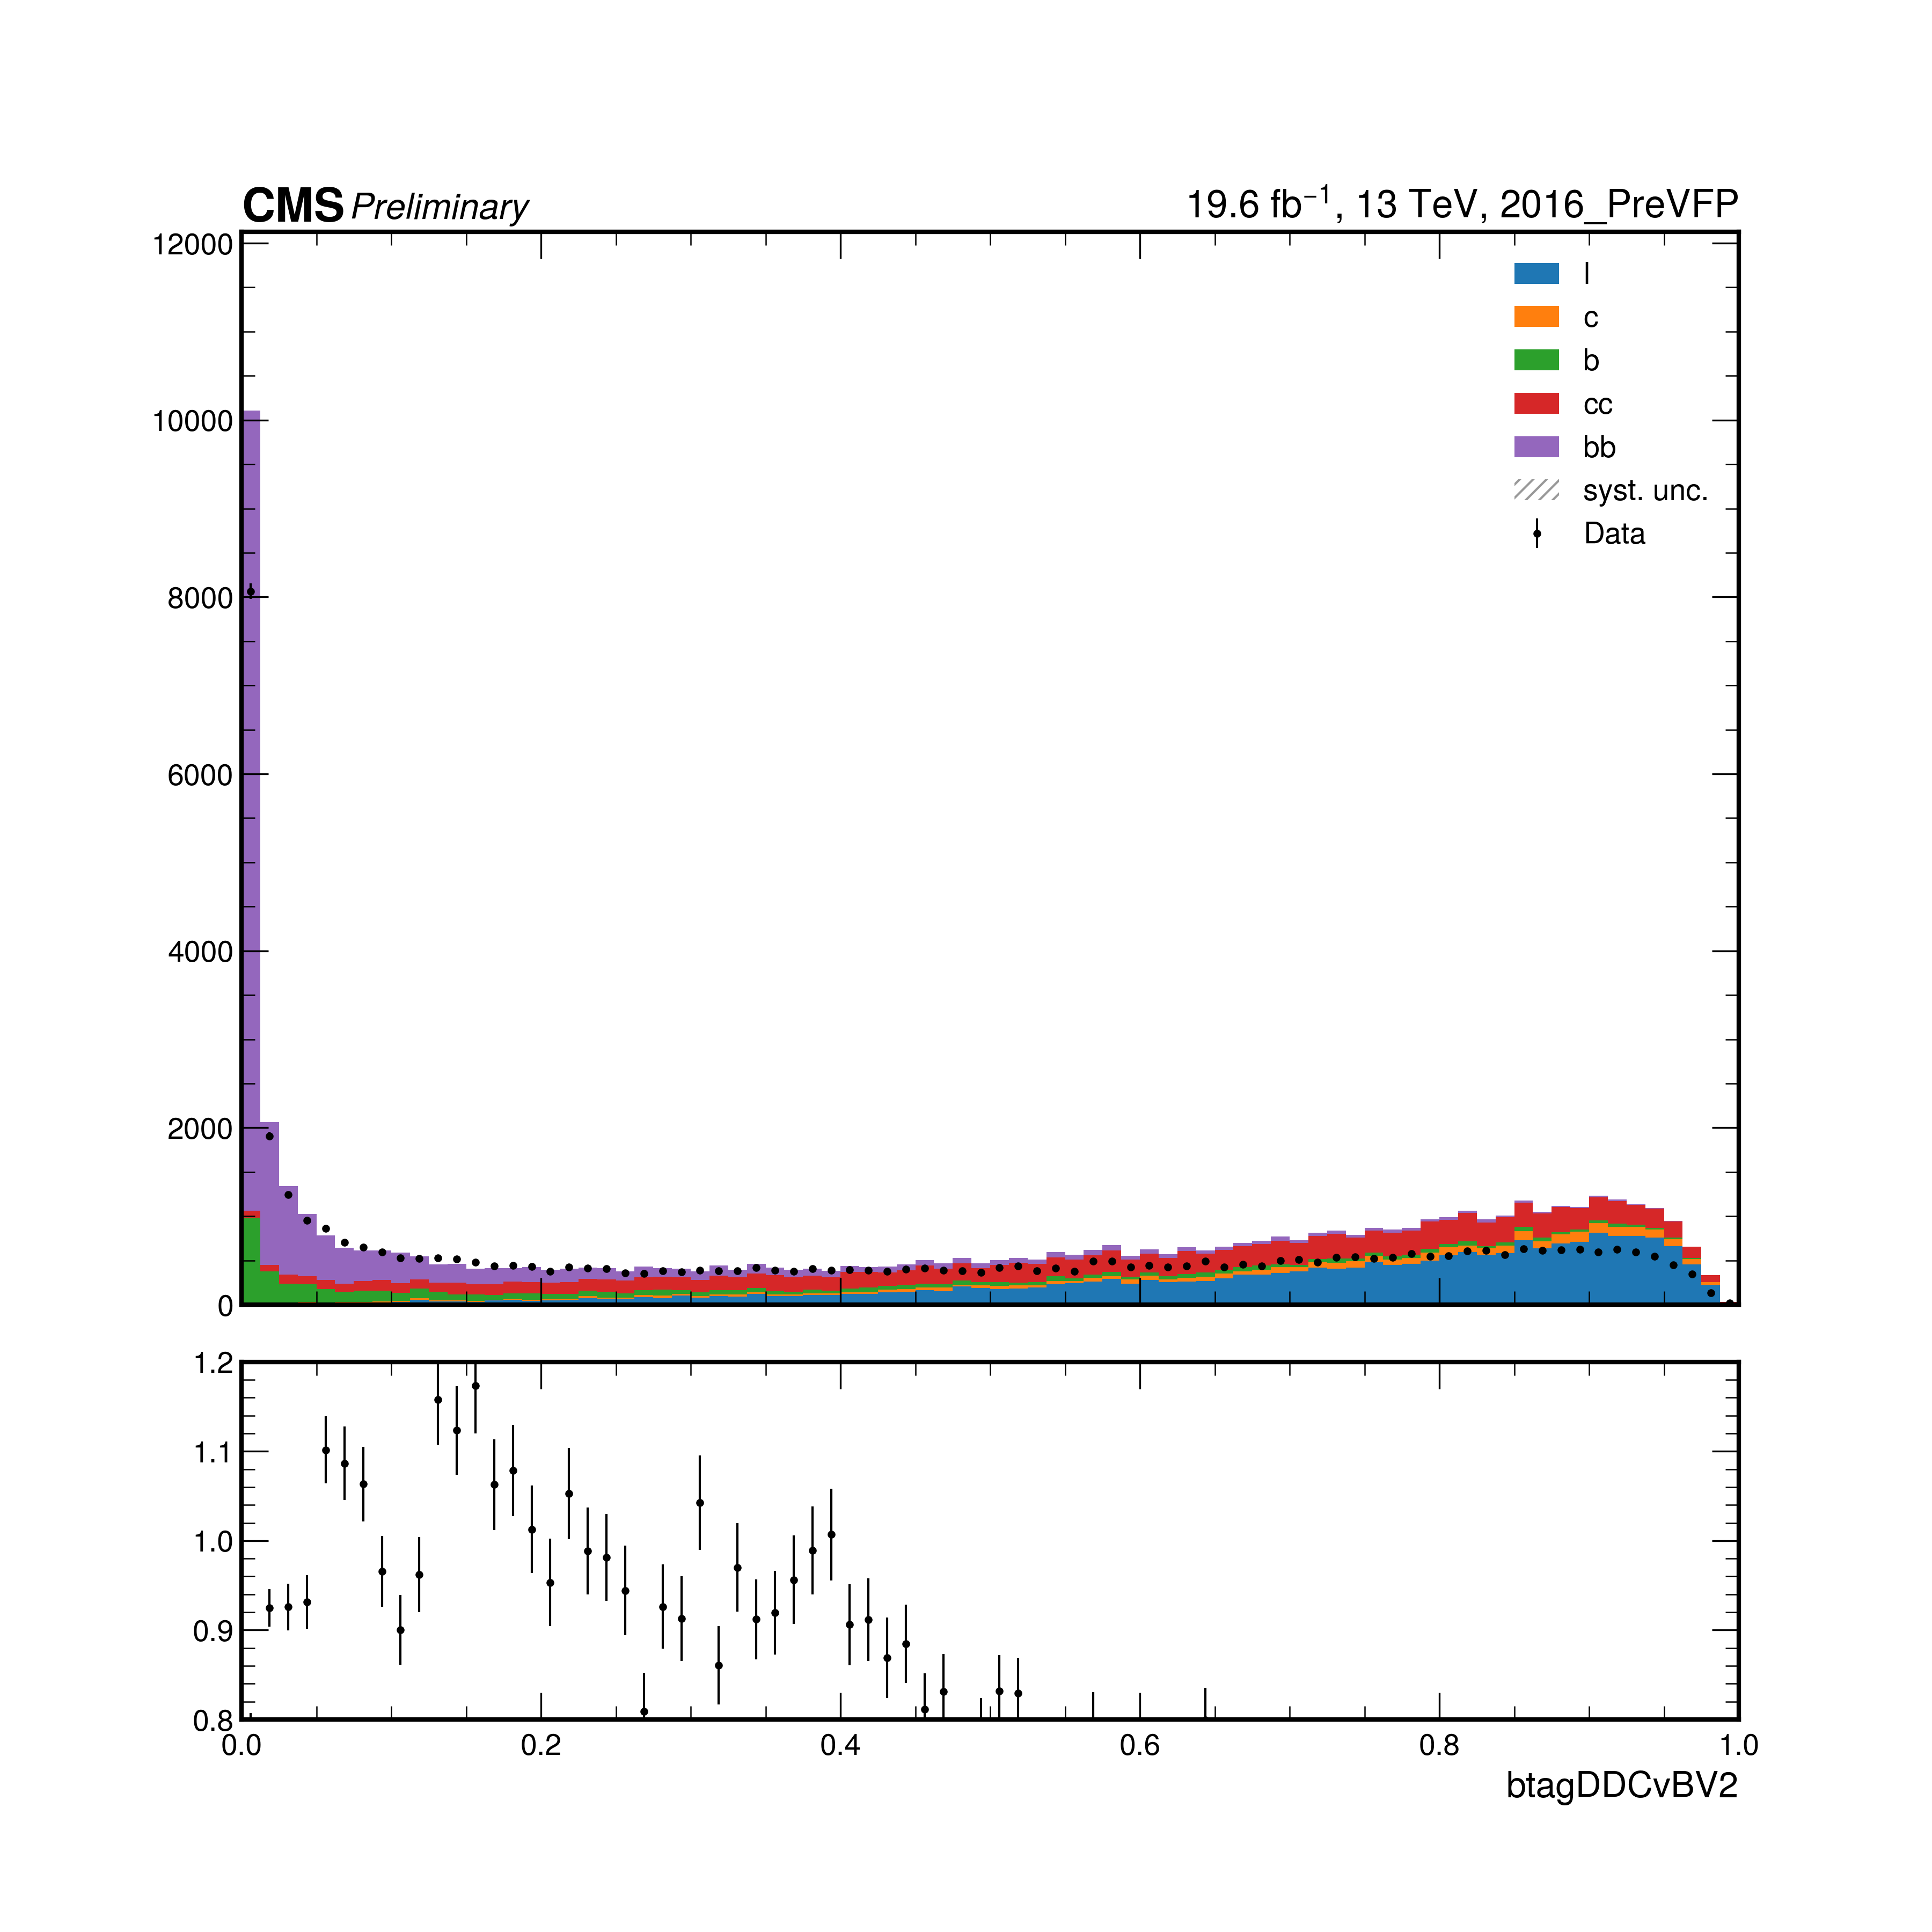 CMS Preliminary
19.6 fb⁻¹, 13 TeV, 2016_PreVFP
12000
10000
8000
6000
4000
2000
0
l
c
b
cc
bb
syst. unc.
Data
1.2
1.1
1.0
0.9
0.8
0.0 0.2 0.4 0.6 0.8 1.0
btagDDCvBV2